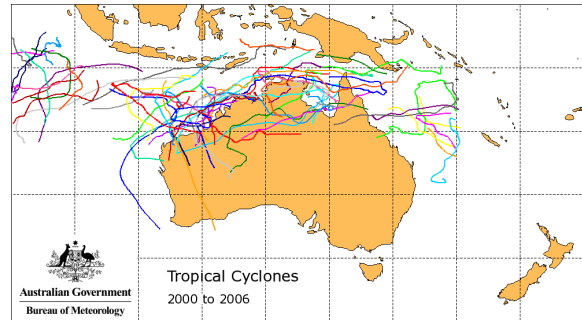 Tropical Cyclones
2000 to 2006
Australian Government
Bureau of Meteorology